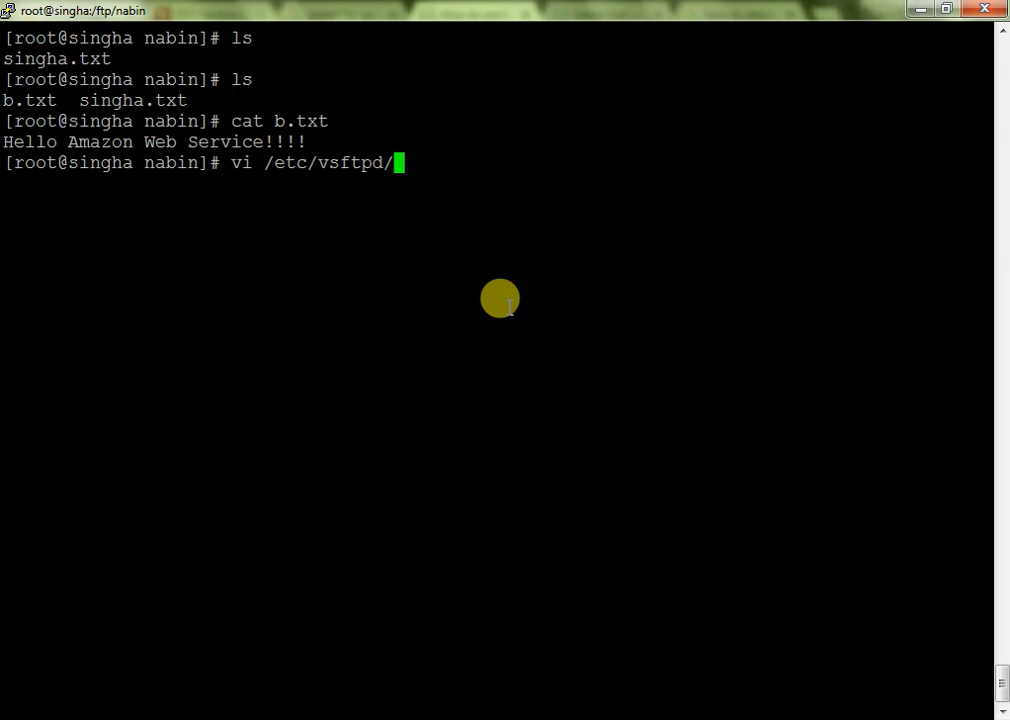 root@singha:/ftp/nabin
[root@singha nabin]# ls
singha.txt
[root@singha nabin]# ls
b.txt  singha.txt
[root@singha nabin]# cat b.txt
Hello Amazon Web Service!!!!
[root@singha nabin]# vi /etc/vsftpd/